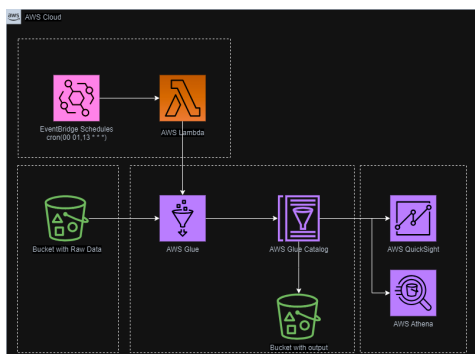 aws
AWS Cloud
EventBridge Schedules
cron(00 01,13 * * *)
AWS Lambda
Bucket with Raw Data
AWS Glue
AWS Glue Catalog
AWS QuickSight
AWS Athena
Bucket with output